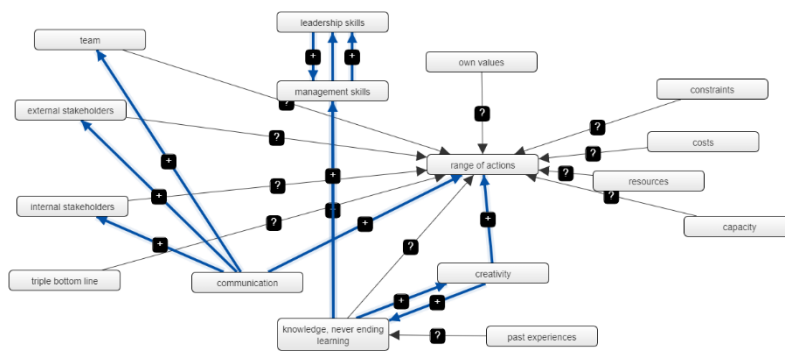 leadership skills
team
+
+
own values
management skills
constraints
?
external stakeholders
?
?
?
costs
?
?
range of actions
?
+
resources
?
internal stakeholders
?
+
capacity
?
+
+
?
+
+
triple bottom line
communication
creativity
+
+
knowledge, never ending
learning
?
past experiences